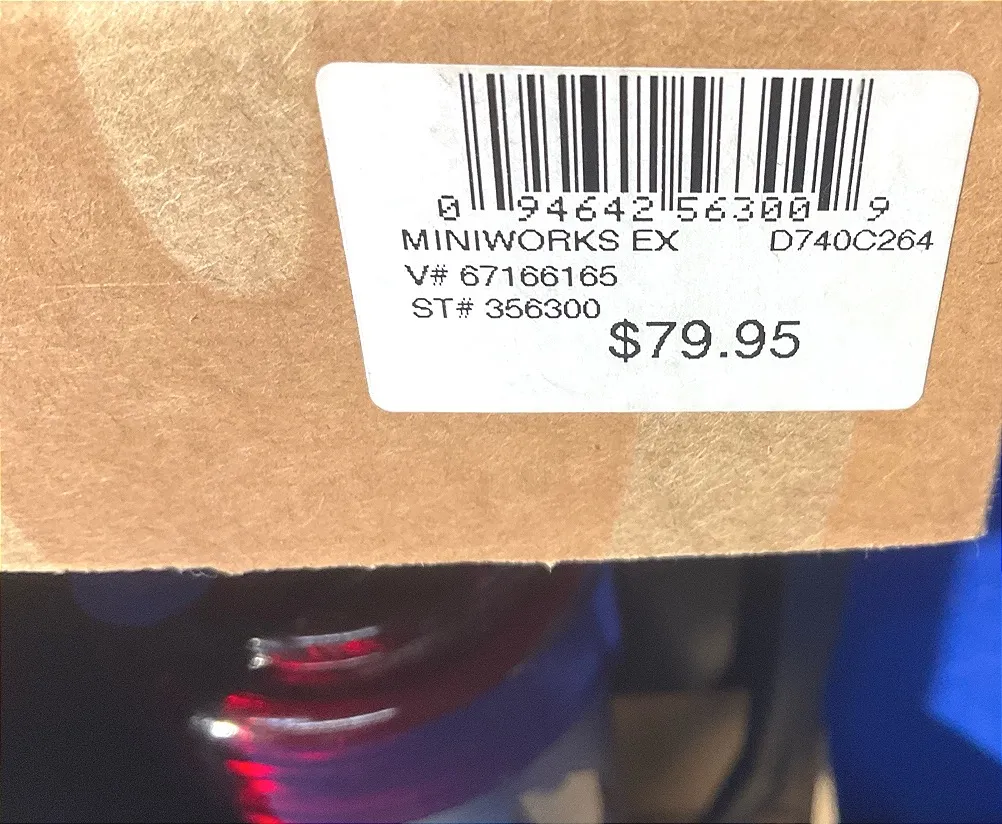 0 94642 56300 9
MINIWORKS EX D740C264
V# 67166165
ST# 356300
$79.95